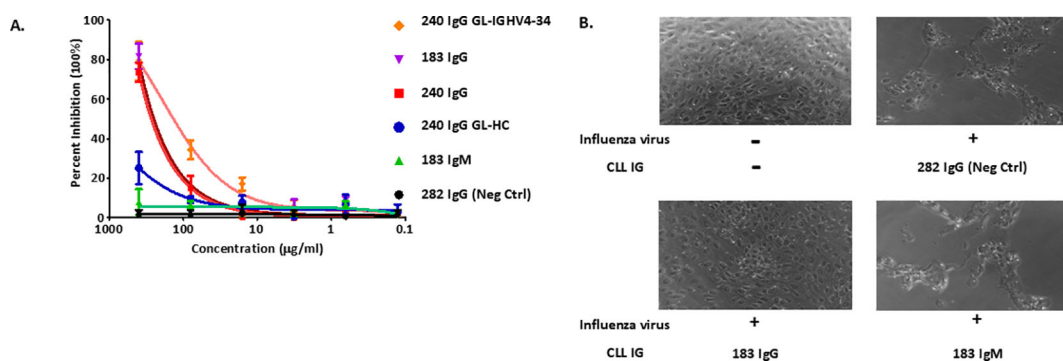 A.
Percent Inhibition (100%)
100
80
60
40
20
0
1000
100
10
1
0.1
Concentration (µg/ml)
240 IgG GL-IGHV4-34
183 IgG
240 IgG
240 IgG GL-HC
183 IgM
282 IgG (Neg Ctrl)
B.
Influenza virus - +
CLL IG - 282 IgG (Neg Ctrl)
Influenza virus + +
CLL IG 183 IgG 183 IgM